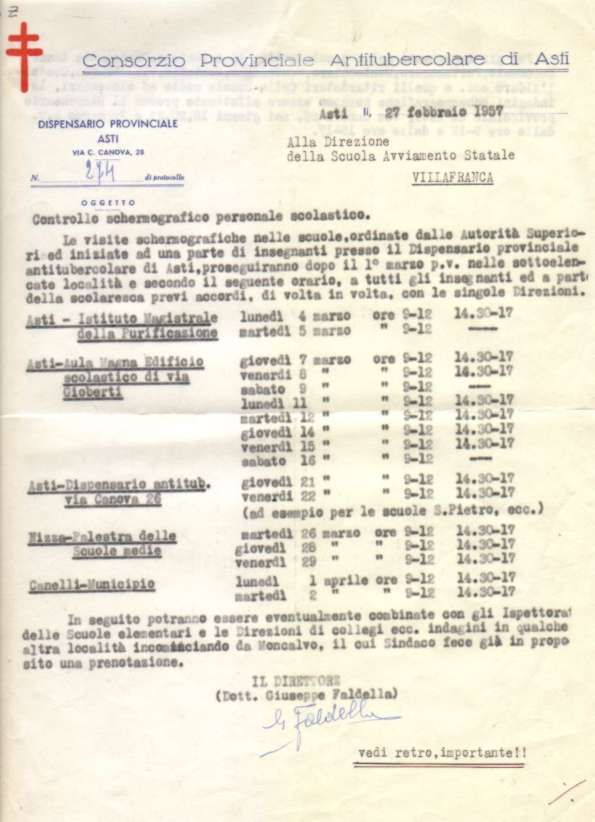 Consorzio Provinciale Antitubercolare di Asti
Asti li, 27 febbraio 1957
DISPENSARIO PROVINCIALE
ASTI
VIA C. CANOVA, 28
N. 274 di protocollo
OGGETTO
Alla Direzione
della Scuola Avviamento Statale
VILLAFRANCA
Controllo schermografico personale scolastico.
Le visite schermografiche nelle scuole,ordinate dalle Autorità Superio-
ri ed iniziate ad una parte di insegnanti presso il Dispensario provinciale
antitubercolare di Asti,proseguiranno dopo il 1° marzo p.v. nelle sottoelen-
cate località e secondo il seguente orario, a tutti gli insegnanti ed a parte
della scolaresca previ accordi, di volta in volta, con le singole Direzioni.
Asti - Istituto Magistrale lunedì 4 marzo ore 9-12 14.30-17
della Purificazione martedì 5 marzo " 9-12 ---
Asti-Aula Magna Edificio giovedì 7 marzo ore 9-12 14.30-17
scolastico di via venerdì 8 " " 9-12 14.30-17
Gioberti sabato 9 " " 9-12 ---
lunedì 11 " " 9-12 14.30-17
martedì 12 " " 9-12 14.30-17
giovedì 14 " " 9-12 14.30-17
venerdì 15 " " 9-12 14.30-17
sabato 16 " " 9-12 ---
Asti-Dispensario antitub. giovedì 21 " " 9-12 14.30-17
via Canova 26 venerdì 22 " " 9-12 14.30-17
(ad esempio per le scuole S.Pietro, ecc.)
Nizza-Palestra delle martedì 26 marzo ore 9-12 14.30-17
Scuole medie giovedì 28 " " 9-12 14.30-17
venerdì 29 " " 9-12 14.30-17
Canelli-Municipio lunedì 1 aprile ore 9-12 14.30-17
martedì 2 " " 9-12 14.30-17
In seguito potranno essere eventualmente combinate con gli Ispettorat
delle Scuole elementari e le Direzioni di collegi ecc. indagini in qualche
altra località incominciando da Moncalvo, il cui Sindaco fece già in propo
sito una prenotazione.
IL DIRETTORE
(Dott. Giuseppe Faldella)
G Faldella
vedi retro,importante!!